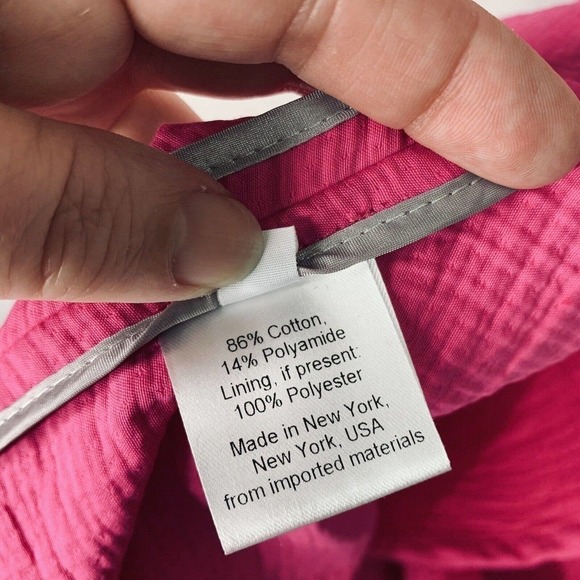 86% Cotton,
14% Polyamide
Lining, if present:
100% Polyester
Made in New York,
New York, USA
from imported materials